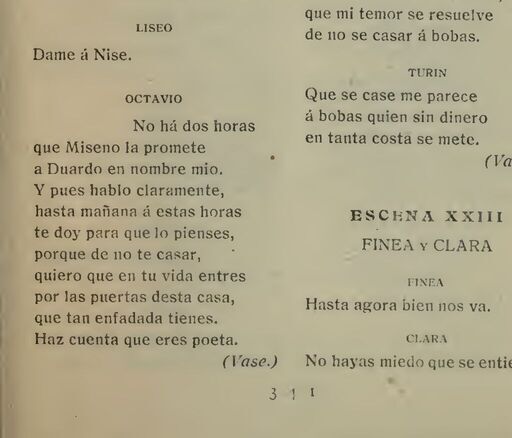 LISEO
Dame á Nise.
OCTAVIO
No há dos horas
que Miseno la promete
a Duardo en nombre mio.
Y pues hablo claramente,
hasta mañana á estas horas
te doy para que lo pienses,
porque de no te casar,
quiero que en tu vida entres
por las puertas desta casa,
que tan enfadada tienes.
Haz cuenta que eres poeta.
(Vase.)
que mi temor se resuelve
de no se casar á bobas.
TURIN
Que se case me parece
á bobas quien sin dinero
en tanta costa se mete.
(Va
ESCENA XXIII
FINEA Y CLARA
FINEA
Hasta agora bien nos va.
CLARA
No hayas miedo que se entie
3 1 1